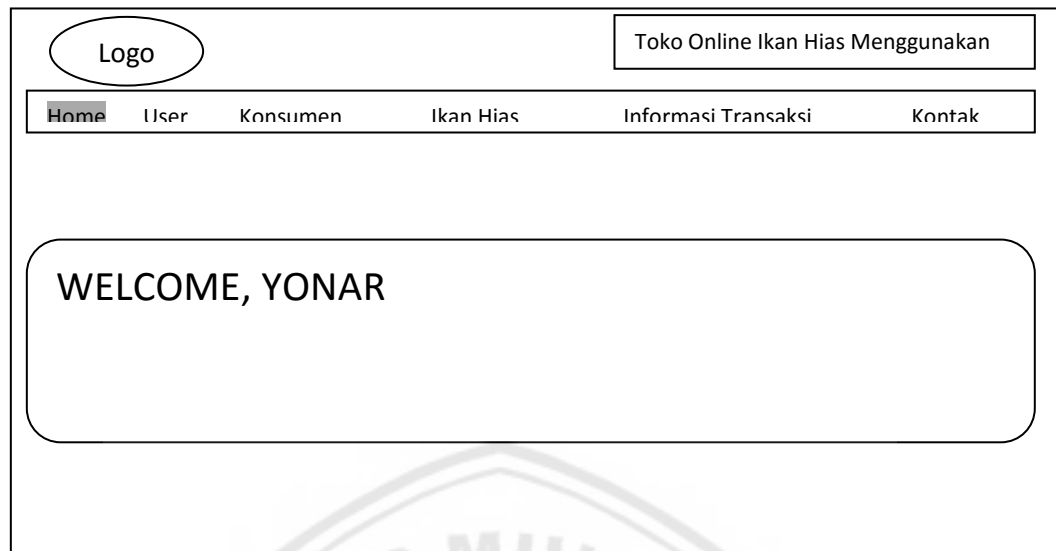 Logo
Toko Online Ikan Hias Menggunakan
Home User Konsumen Ikan Hias Informasi Transaksi Kontak
WELCOME, YONAR